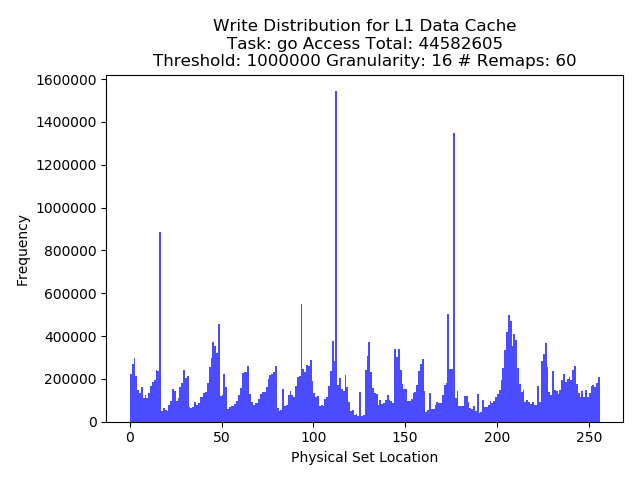 Write Distribution for L1 Data Cache
Task: go Access Total: 44582605
Threshold: 1000000 Granularity: 16 # Remaps: 60
1600000
1400000
1200000
1000000
800000
600000
400000
200000
0
Frequency
0 50 100 150 200 250
Physical Set Location